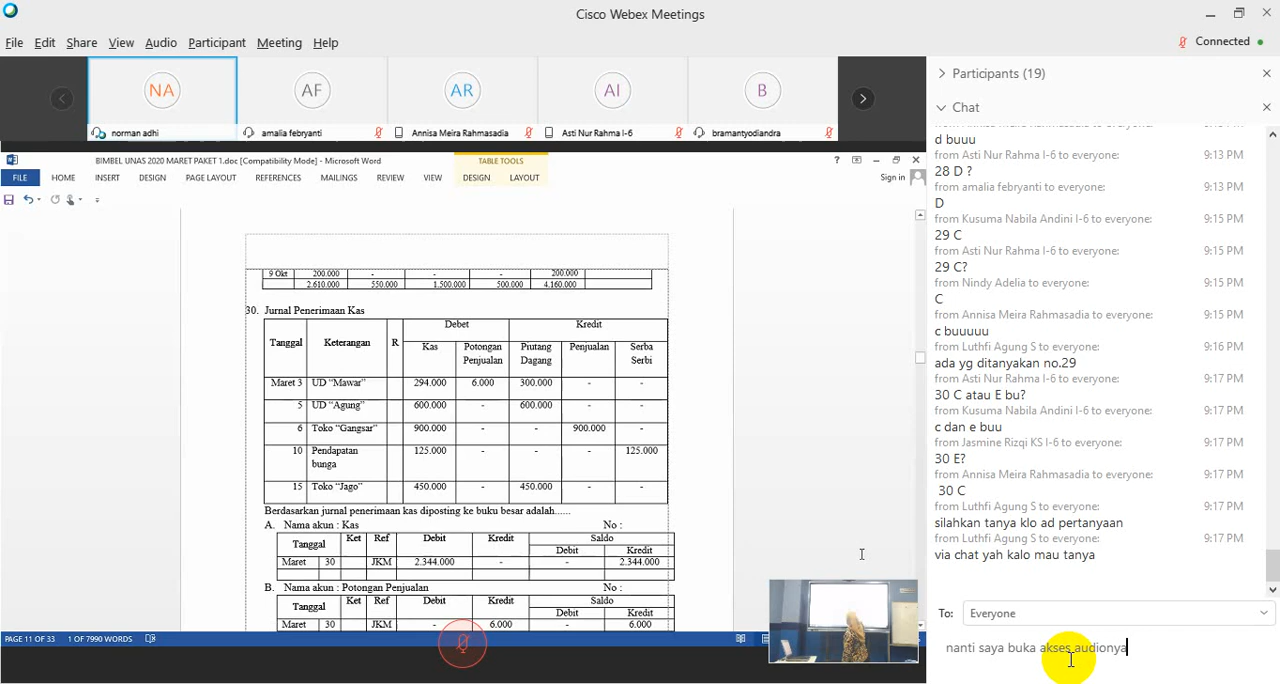 Cisco Webex Meetings
File Edit Share View Audio Participant Meeting Help
Connected
NA AF AR AI B
norman adhi
amalia febryanti
Annisa Meira Rahmasadia
Asti Nur Rahma I-6
bramantyodiandra
BIMBEL UNAS 2020 MARET PAKET 1.doc [Compatibility Mode] - Microsoft Word
TABLE TOOLS
FILE HOME INSERT DESIGN PAGE LAYOUT REFERENCES MAILINGS REVIEW VIEW DESIGN LAYOUT
Sign in
9 Okt 200.000 - - - 200.000
2.610.000 550.000 1.500.000 500.000 4.160.000
30. Jurnal Penerimaan Kas
Tanggal Keterangan R Debet Kredit
Kas Potongan Penjualan Piutang Dagang Penjualan Serba Serbi
Maret 3 UD “Mawar” 294.000 6.000 300.000 - -
5 UD “Agung” 600.000 - 600.000 - -
6 Toko “Gangsar” 900.000 - - 900.000 -
10 Pendapatan bunga 125.000 - - - 125.000
15 Toko “Jago” 450.000 - 450.000 - -
Berdasarkan jurnal penerimaan kas diposting ke buku besar adalah......
A. Nama akun : Kas No :
Tanggal Ket Ref Debit Kredit Saldo
Debit Kredit
Maret 30 JKM 2.344.000 - - 2.344.000
B. Nama akun : Potongan Penjualan No :
Tanggal Ket Ref Debit Kredit Saldo
Debit Kredit
Maret 30 JKM - 6.000 - 6.000
PAGE 11 OF 33 1 OF 7990 WORDS
Participants (19)
Chat
d buuu
from Asti Nur Rahma I-6 to everyone: 9:13 PM
28 D ?
from amalia febryanti to everyone: 9:13 PM
D
from Kusuma Nabila Andini I-6 to everyone: 9:15 PM
29 C
from Asti Nur Rahma I-6 to everyone: 9:15 PM
29 C?
from Nindy Adelia to everyone: 9:15 PM
C
from Annisa Meira Rahmasadia to everyone: 9:15 PM
c buuuuu
from Luthfi Agung S to everyone: 9:16 PM
ada yg ditanyakan no.29
from Asti Nur Rahma I-6 to everyone: 9:17 PM
30 C atau E bu?
from Kusuma Nabila Andini I-6 to everyone: 9:17 PM
c dan e buu
from Jasmine Rizqi KS I-6 to everyone: 9:17 PM
30 E?
from Annisa Meira Rahmasadia to everyone: 9:17 PM
30 C
from Luthfi Agung S to everyone: 9:17 PM
silahkan tanya klo ad pertanyaan
from Luthfi Agung S to everyone: 9:17 PM
via chat yah kalo mau tanya
To: Everyone
nanti saya buka akses audionya